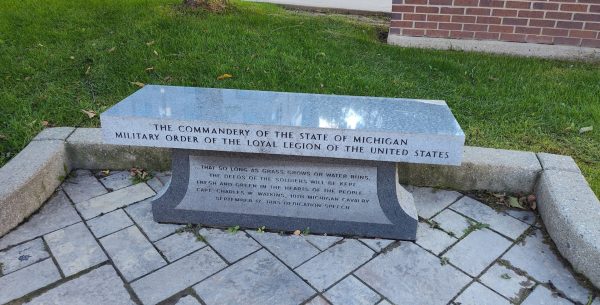 THE COMMANDERY OF THE STATE OF MICHIGAN
MILITARY ORDER OF THE LOYAL LEGION OF THE UNITED STATES
THAT SO LONG AS GRASS GROWS OR WATER RUNS,
THE DEEDS OF THE SOLDIERS WILL BE KEPT
FRESH AND GREEN IN THE HEARTS OF THE PEOPLE.
CAPT. CHARLES W. WATKINS, 10TH MICHIGAN CAVALRY
SEPTEMBER 17, 1885 DEDICATION SPEECH